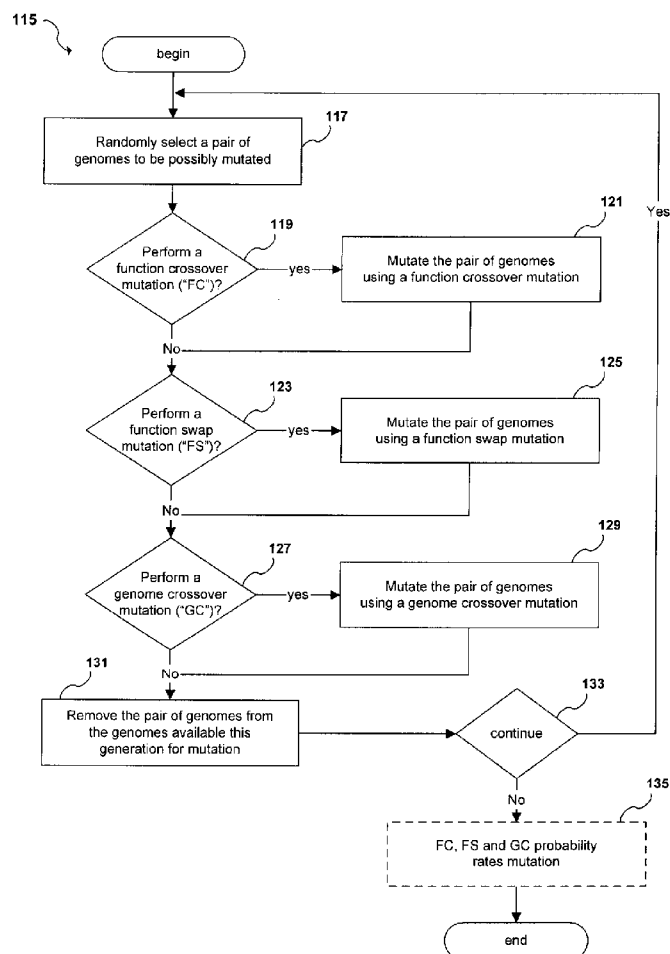 115
begin
117
Randomly select a pair of
genomes to be possibly mutated
119
Perform a
function crossover
mutation ("FC")?
yes
121
Mutate the pair of genomes
using a function crossover mutation
No
123
Perform a
function swap
mutation ("FS")?
yes
125
Mutate the pair of genomes
using a function swap mutation
No
127
Perform a
genome crossover
mutation ("GC")?
yes
129
Mutate the pair of genomes
using a genome crossover mutation
No
131
Remove the pair of genomes from
the genomes available this
generation for mutation
133
continue
Yes
No
135
FC, FS and GC probability
rates mutation
end